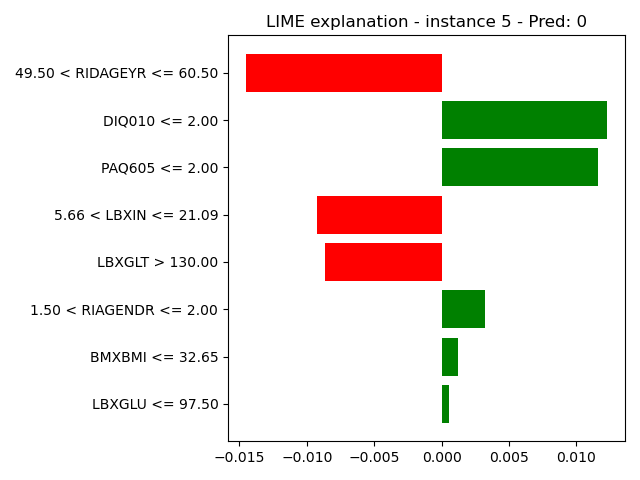 LIME explanation - instance 5 - Pred: 0
49.50 < RIDAGEYR <= 60.50
DIQ010 <= 2.00
PAQ605 <= 2.00
5.66 < LBXIN <= 21.09
LBXGLT > 130.00
1.50 < RIAGENDR <= 2.00
BMXBMI <= 32.65
LBXGLU <= 97.50
−0.015 −0.010 −0.005 0.000 0.005 0.010